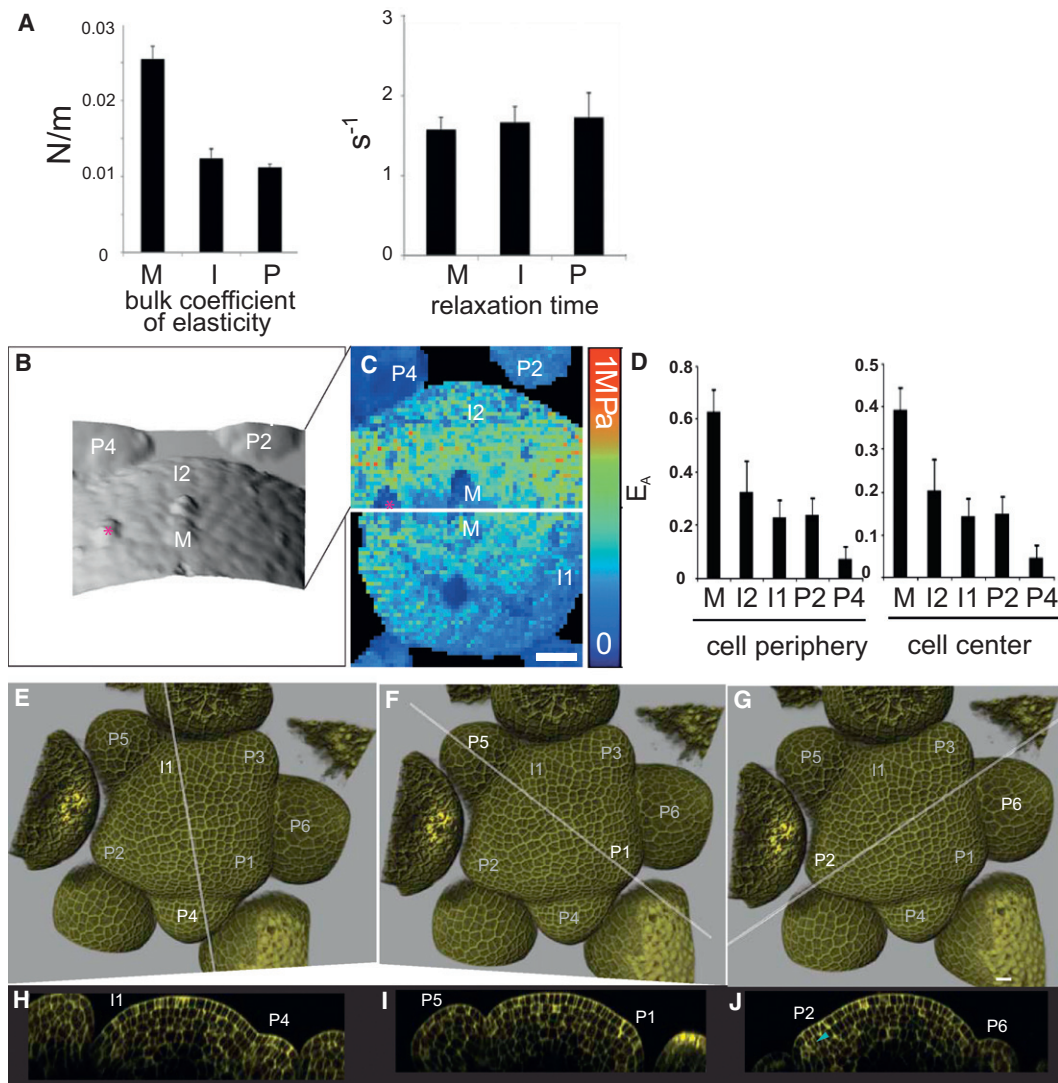 A
0.03
0.02
0.01
0
N/m
M I P
bulk coefficient
of elasticity
3
2
1
0
s⁻¹
M I P
relaxation time
B
P4
P2
I2
*
M
C
P4
P2
I2
M
*
M
I1
1MPa
0
D
E_A
0.8
0.6
0.4
0.2
0
M I2 I1 P2 P4
cell periphery
0.5
0.4
0.3
0.2
0.1
0
M I2 I1 P2 P4
cell center
E
P5
I1
P3
P6
P2
P1
P4
F
P5
I1
P3
P6
P1
P2
P4
G
P5
I1
P3
P6
P2
P1
P4
H
I1
P4
I
P5
P1
J
P2
P6